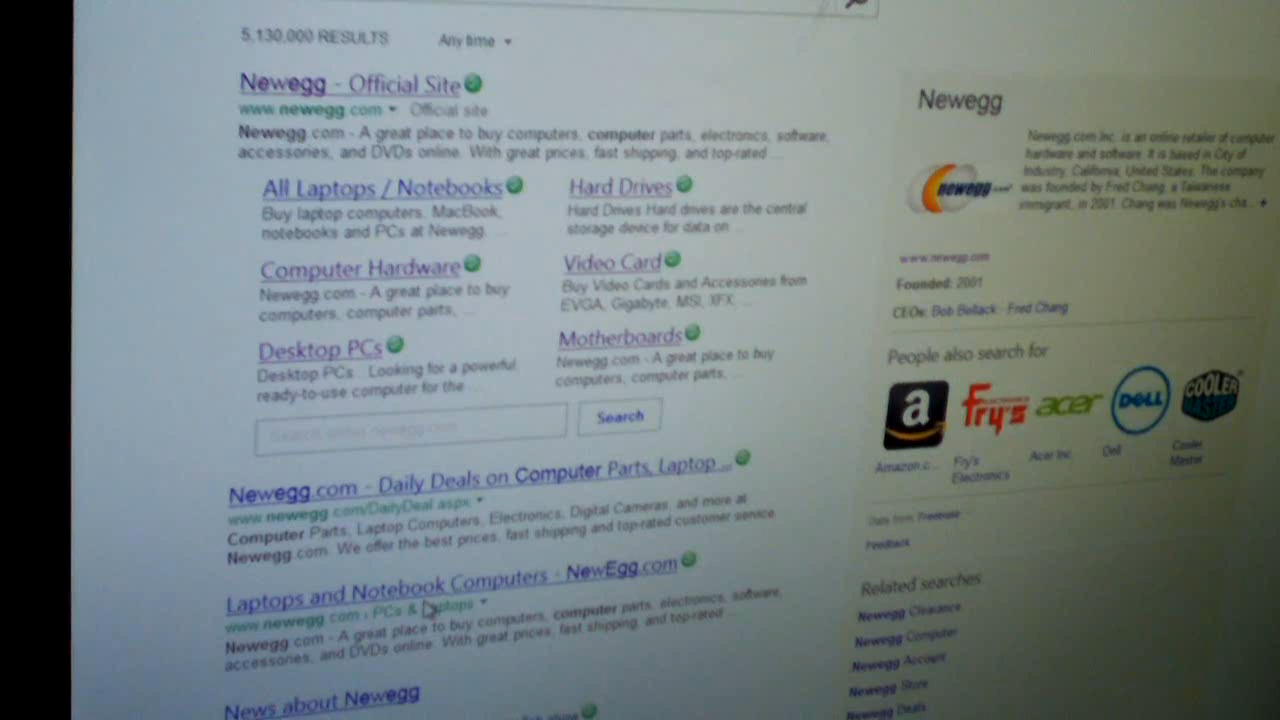 5,130,000 RESULTS Any time
Newegg - Official Site
www.newegg.com Official site
Newegg.com - A great place to buy computers, computer parts, electronics, software,
accessories, and DVDs online. With great prices, fast shipping, and top-rated ...
All Laptops / Notebooks
Buy laptop computers, MacBook,
notebooks and PCs at Newegg. ...
Hard Drives
Hard Drives Hard drives are the central
storage device for data on ...
Computer Hardware
Newegg.com - A great place to buy
computers, computer parts, ...
Video Card
Buy Video Cards and Accessories from
EVGA, Gigabyte, MSI, XFX, ...
Desktop PCs
Desktop PCs . Looking for a powerful,
ready-to-use computer for the ...
Motherboards
Newegg.com - A great place to buy
computers, computer parts, ...
Search
Newegg.com - Daily Deals on Computer Parts, Laptop ...
www.newegg.com/DailyDeal.aspx
Computer Parts, Laptop Computers, Electronics, Digital Cameras, and more at
Newegg.com. We offer the best prices, fast shipping and top-rated customer service.
Laptops and Notebook Computers - NewEgg.com
www.newegg.com › PCs & Laptops
Newegg.com - A great place to buy computers, computer parts, electronics, software,
accessories, and DVDs online. With great prices, fast shipping, and top-rated ...
News about Newegg
Newegg
newegg.com
Newegg.com Inc. is an online retailer of computer
hardware and software. It is based in City of
Industry, California, United States. The company
was founded by Fred Chang, a Taiwanese
immigrant, in 2001. Chang was Newegg's cha... +
www.newegg.com
Founded: 2001
CEOs: Bob Bellack · Fred Chang
People also search for
a
Fry's
ELECTRONICS
acer
DELL
COOLER
MASTER
Amazon.c...
Fry's
Electronics
Acer Inc.
Dell
Cooler
Master
Data from: Freebase
Feedback
Related searches
Newegg Clearance
Newegg Computer
Newegg Account
Newegg Store
Newegg Deals